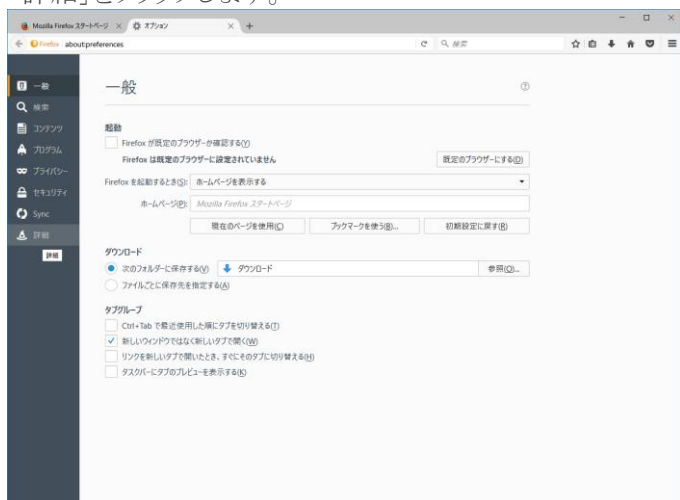 詳細」をクリックします。
Mozilla Firefox スタートページ
オプション
Firefox about:preferences
検索
一般
検索
コンテンツ
プログラム
プライバシー
セキュリティ
Sync
詳細
詳細
一般
起動
Firefox が既定のブラウザーか確認する(Y)
Firefox は既定のブラウザーに設定されていません
既定のブラウザーにする(D)
Firefox を起動するとき(S): ホームページを表示する
ホームページ(P): Mozilla Firefox スタートページ
現在のページを使用(C) ブックマークを使う(B)... 初期設定に戻す(R)
ダウンロード
次のフォルダーに保存する(V) ダウンロード 参照(O)...
ファイルごとに保存先を指定する(A)
タブグループ
Ctrl+Tab で最近使用した順にタブを切り替える(T)
新しいウィンドウではなく新しいタブで開く(W)
リンクを新しいタブで開いたとき、すぐにそのタブに切り替える(H)
タスクバーにタブのプレビューを表示する(K)